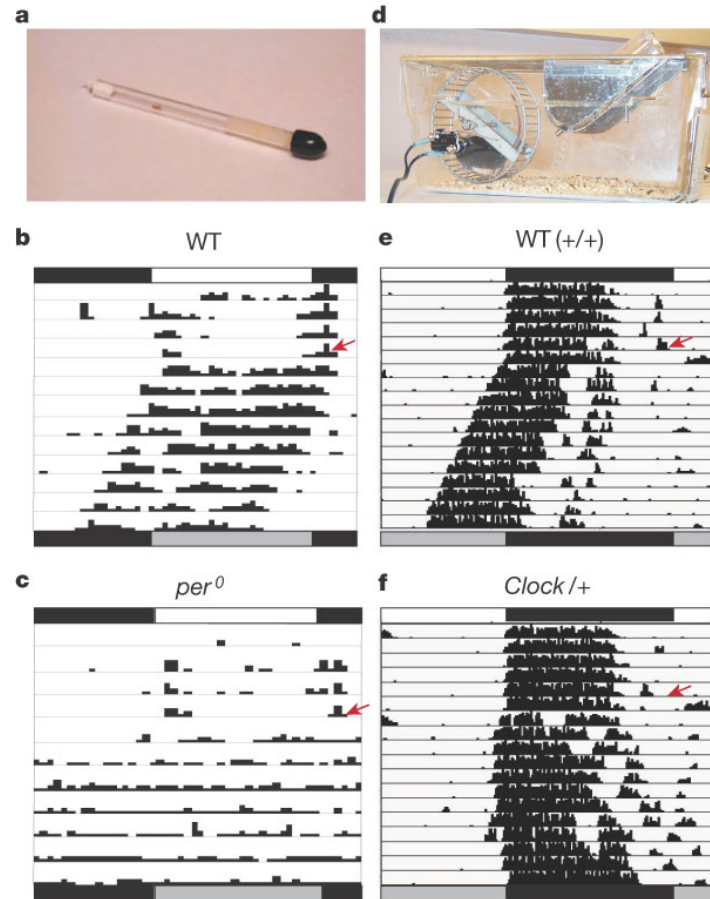 a
d
b WT
e WT (+/+)
c per⁰
f Clock/+